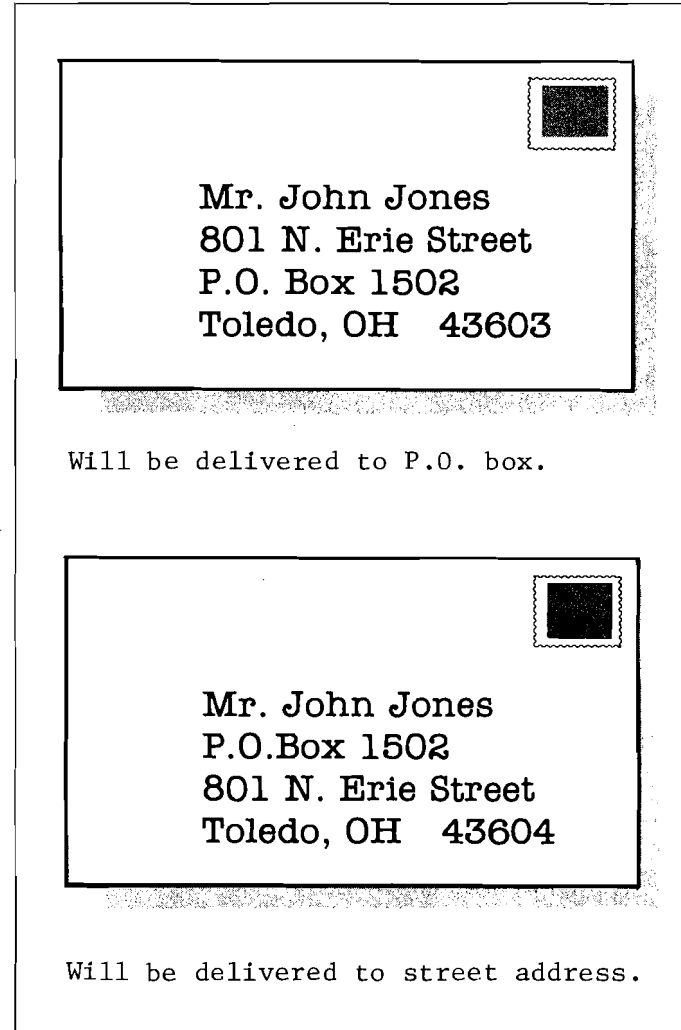 Mr. John Jones
801 N. Erie Street
P.O. Box 1502
Toledo, OH 43603
Will be delivered to P.O. box.
Mr. John Jones
P.O.Box 1502
801 N. Erie Street
Toledo, OH 43604
Will be delivered to street address.